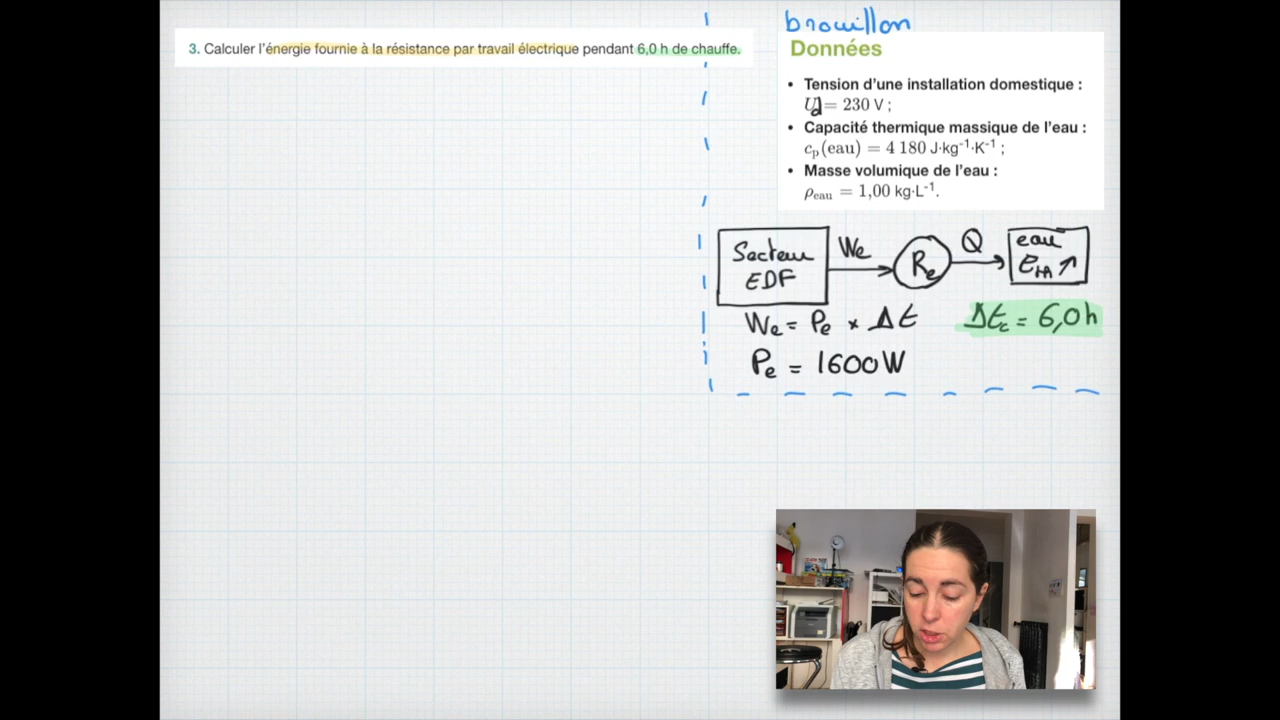 brouillon
3. Calculer l'énergie fournie à la résistance par travail électrique pendant 6,0 h de chauffe.
Données
• Tension d'une installation domestique :
Ud = 230 V ;
• Capacité thermique massique de l'eau :
cp(eau) = 4 180 J·kg⁻¹·K⁻¹ ;
• Masse volumique de l'eau :
ρeau = 1,00 kg·L⁻¹.
Secteur EDF
We
Re
Q
eau
We = Pe × Δt
Δtc = 6,0 h
Pe = 1600 W